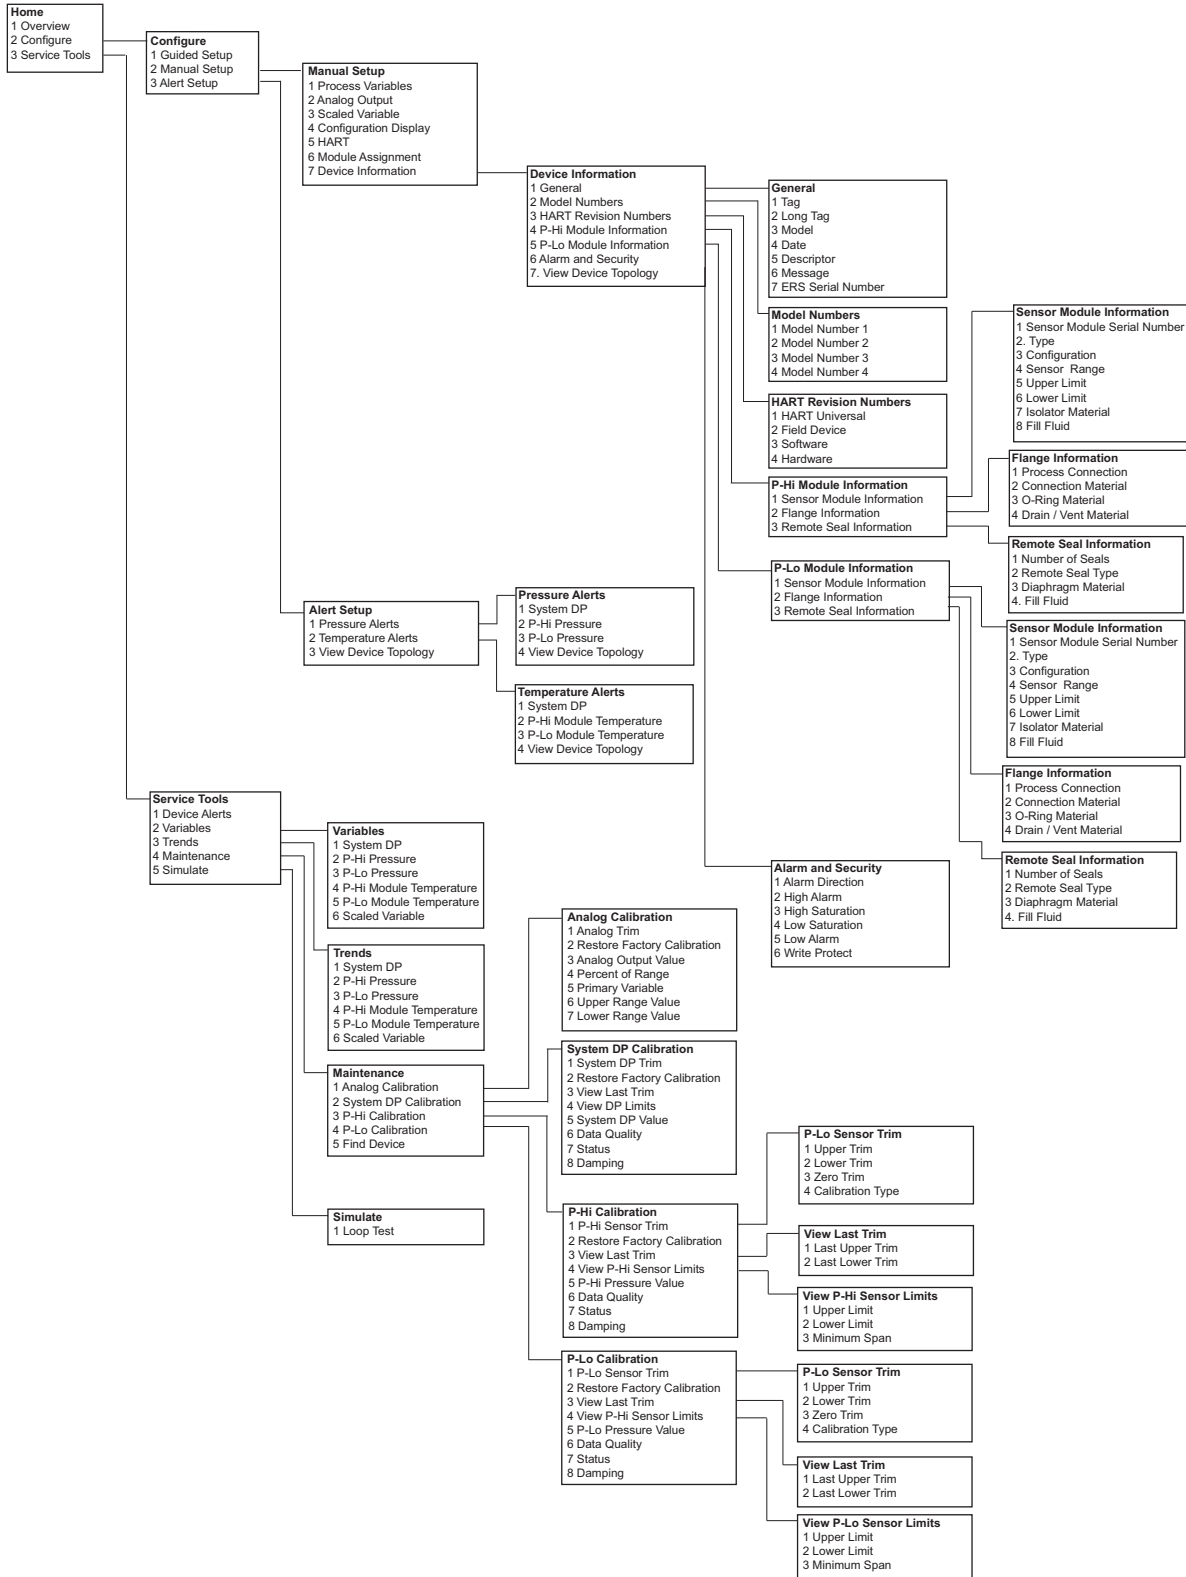 Home
1 Overview
2 Configure
3 Service Tools
Configure
1 Guided Setup
2 Manual Setup
3 Alert Setup
Manual Setup
1 Process Variables
2 Analog Output
3 Scaled Variable
4 Configuration Display
5 HART
6 Module Assignment
7 Device Information
Device Information
1 General
2 Model Numbers
3 HART Revision Numbers
4 P-Hi Module Information
5 P-Lo Module Information
6 Alarm and Security
7. View Device Topology
General
1 Tag
2 Long Tag
3 Model
4 Date
5 Descriptor
6 Message
7 ERS Serial Number
Model Numbers
1 Model Number 1
2 Model Number 2
3 Model Number 3
4 Model Number 4
HART Revision Numbers
1 HART Universal
2 Field Device
3 Software
4 Hardware
P-Hi Module Information
1 Sensor Module Information
2 Flange Information
3 Remote Seal Information
Sensor Module Information
1 Sensor Module Serial Number
2. Type
3 Configuration
4 Sensor Range
5 Upper Limit
6 Lower Limit
7 Isolator Material
8 Fill Fluid
Flange Information
1 Process Connection
2 Connection Material
3 O-Ring Material
4 Drain / Vent Material
Remote Seal Information
1 Number of Seals
2 Remote Seal Type
3 Diaphragm Material
4. Fill Fluid
P-Lo Module Information
1 Sensor Module Information
2 Flange Information
3 Remote Seal Information
Sensor Module Information
1 Sensor Module Serial Number
2. Type
3 Configuration
4 Sensor Range
5 Upper Limit
6 Lower Limit
7 Isolator Material
8 Fill Fluid
Flange Information
1 Process Connection
2 Connection Material
3 O-Ring Material
4 Drain / Vent Material
Remote Seal Information
1 Number of Seals
2 Remote Seal Type
3 Diaphragm Material
4. Fill Fluid
Alarm and Security
1 Alarm Direction
2 High Alarm
3 High Saturation
4 Low Saturation
5 Low Alarm
6 Write Protect
Alert Setup
1 Pressure Alerts
2 Temperature Alerts
3 View Device Topology
Pressure Alerts
1 System DP
2 P-Hi Pressure
3 P-Lo Pressure
4 View Device Topology
Temperature Alerts
1 System DP
2 P-Hi Module Temperature
3 P-Lo Module Temperature
4 View Device Topology
Service Tools
1 Device Alerts
2 Variables
3 Trends
4 Maintenance
5 Simulate
Variables
1 System DP
2 P-Hi Pressure
3 P-Lo Pressure
4 P-Hi Module Temperature
5 P-Lo Module Temperature
6 Scaled Variable
Trends
1 System DP
2 P-Hi Pressure
3 P-Lo Pressure
4 P-Hi Module Temperature
5 P-Lo Module Temperature
6 Scaled Variable
Maintenance
1 Analog Calibration
2 System DP Calibration
3 P-Hi Calibration
4 P-Lo Calibration
5 Find Device
Simulate
1 Loop Test
Analog Calibration
1 Analog Trim
2 Restore Factory Calibration
3 Analog Output Value
4 Percent of Range
5 Primary Variable
6 Upper Range Value
7 Lower Range Value
System DP Calibration
1 System DP Trim
2 Restore Factory Calibration
3 View Last Trim
4 View DP Limits
5 System DP Value
6 Data Quality
7 Status
8 Damping
P-Hi Calibration
1 P-Hi Sensor Trim
2 Restore Factory Calibration
3 View Last Trim
4 View P-Hi Sensor Limits
5 P-Hi Pressure Value
6 Data Quality
7 Status
8 Damping
P-Lo Sensor Trim
1 Upper Trim
2 Lower Trim
3 Zero Trim
4 Calibration Type
View Last Trim
1 Last Upper Trim
2 Last Lower Trim
View P-Hi Sensor Limits
1 Upper Limit
2 Lower Limit
3 Minimum Span
P-Lo Calibration
1 P-Lo Sensor Trim
2 Restore Factory Calibration
3 View Last Trim
4 View P-Hi Sensor Limits
5 P-Lo Pressure Value
6 Data Quality
7 Status
8 Damping
P-Lo Sensor Trim
1 Upper Trim
2 Lower Trim
3 Zero Trim
4 Calibration Type
View Last Trim
1 Last Upper Trim
2 Last Lower Trim
View P-Lo Sensor Limits
1 Upper Limit
2 Lower Limit
3 Minimum Span